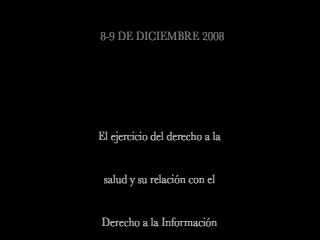 8-9 DE DICIEMBRE 2008
El ejercicio del derecho a la
salud y su relación con el
Derecho a la Información